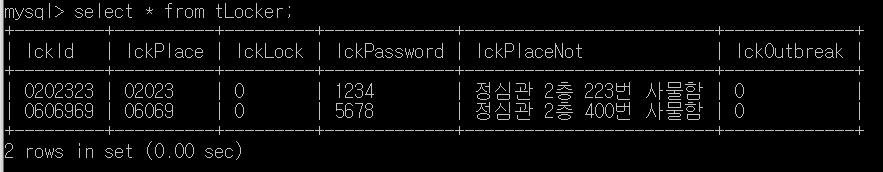 mysql> select * from tLocker;
+---------+----------+---------+-------------+--------------------------+-------------+
| lckId   | lckPlace | lckLock | lckPassword | lckPlaceNot              | lckOutbreak |
+---------+----------+---------+-------------+--------------------------+-------------+
| 0202323 | 02023    | 0       | 1234        | 정심관 2층 223번 사물함 | 0           |
| 0606969 | 06069    | 0       | 5678        | 정심관 2층 400번 사물함 | 0           |
+---------+----------+---------+-------------+--------------------------+-------------+
2 rows in set (0.00 sec)